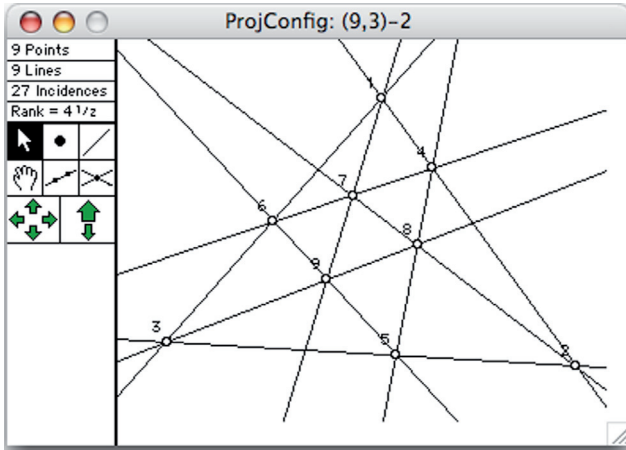 ProjConfig: (9,3)-2
9 Points
9 Lines
27 Incidences
Rank = 4 1/2
1
4
7
6
8
9
3
5
2